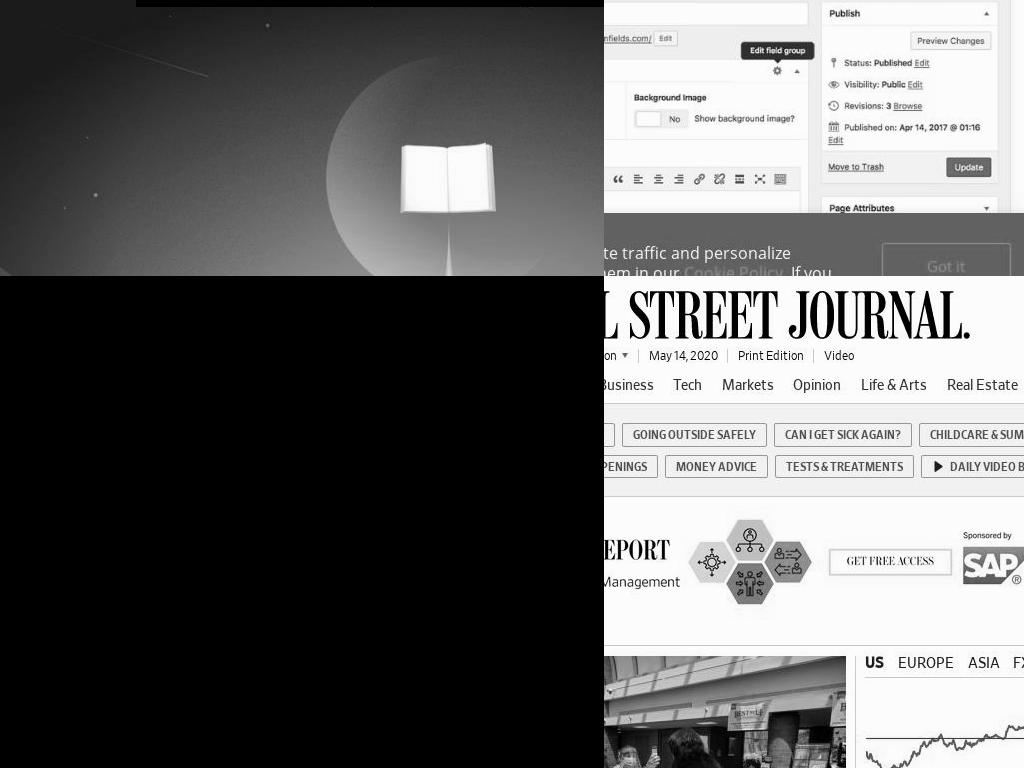 Publish
Preview Changes
nfields.com/ Edit
Edit field group
Status: Published Edit
Visibility: Public Edit
Background Image
No Show background image?
Revisions: 3 Browse
Published on: Apr 14, 2017 @ 01:16
Edit
Move to Trash Update
Page Attributes
te traffic and personalize
em in our Cookie Policy. If you
Got it
L STREET JOURNAL.
on May 14, 2020 Print Edition Video
Business Tech Markets Opinion Life & Arts Real Estate
GOING OUTSIDE SAFELY CAN I GET SICK AGAIN? CHILDCARE & SUM
PENINGS MONEY ADVICE TESTS & TREATMENTS DAILY VIDEO B
EPORT
Management
GET FREE ACCESS
Sponsored by
SAP
US EUROPE ASIA FX